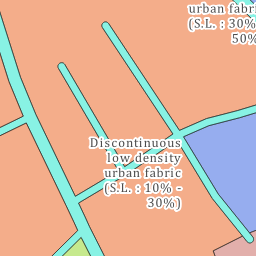 urban fabri
(S.L. : 30%
50%
Discontinuous
low density
urban fabric
(S.L. : 10% -
30%)